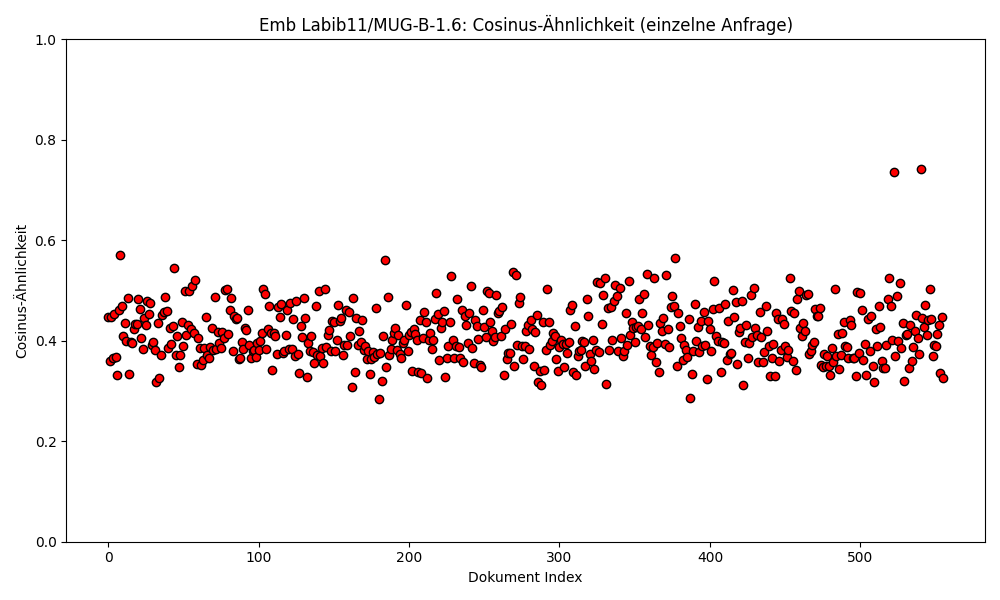 Emb Labib11/MUG-B-1.6: Cosinus-Ähnlichkeit (einzelne Anfrage)
1.0
0.8
0.6
0.4
0.2
0.0
Cosinus-Ähnlichkeit
0 100 200 300 400 500
Dokument Index